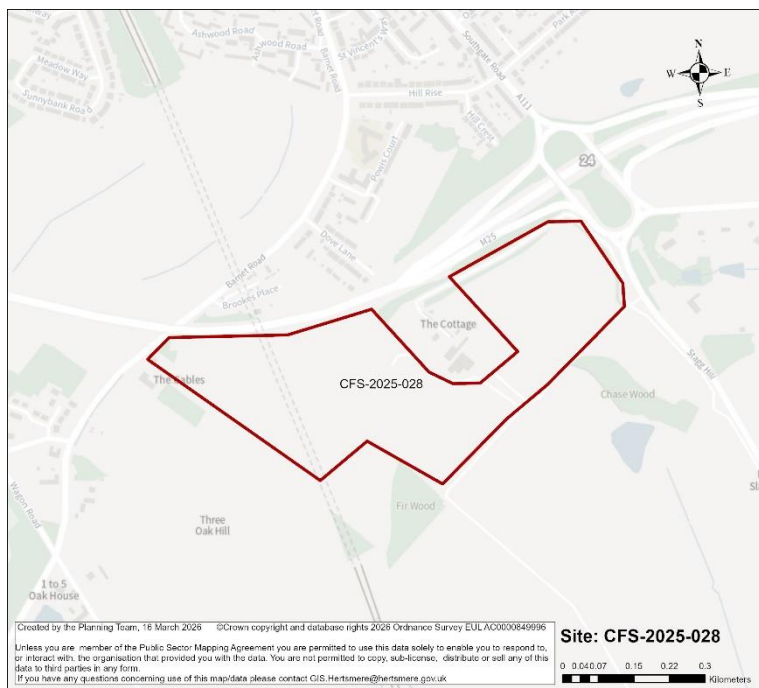 Ashwood Road
Barnet Road
St Vincent's Way
Southgate Road
Meadow Way
Ashwood Road
Sunnybank Road
Barnet Road
A111
Hill Rise
Hill Crest
Powis Court
N
W E
S
24
Dove Lane
M25
Barnet Road
Brookes Place
The Cottage
The Gables
CFS-2025-028
Stagg Hill
Chase Wood
Fir Wood
Wagon Road
Three
Oak Hill
1 to 5
Oak House
Created by the Planning Team, 16 March 2026 ©Crown copyright and database rights 2026 Ordnance Survey EUL AC0000849996
Unless you are member of the Public Sector Mapping Agreement you are permitted to use this data solely to enable you to respond to,
or interact with, the organisation that provided you with the data. You are not permitted to copy, sub-license, distribute or sell any of this
data to third parties in any form.
If you have any questions concerning use of this map/data please contact GIS.Hertsmere@hertsmere.gov.uk
Site: CFS-2025-028
0 0.04 0.07 0.15 0.22 0.3
Kilometers